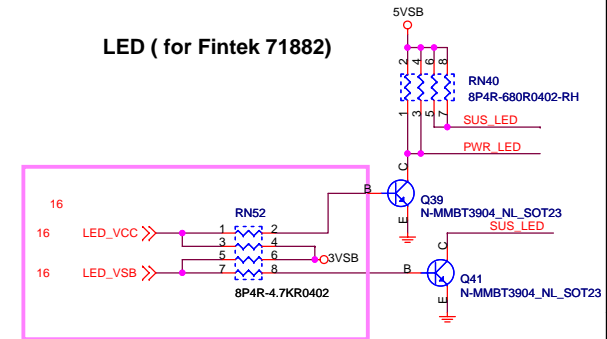 5VSB
LED ( for Fintek 71882)
2 4 6 8
RN40
8P4R-680R0402-RH
1 3 5 7
SUS_LED
PWR_LED
C
B
Q39
N-MMBT3904_NL_SOT23
E
16
RN52
16 LED_VCC 1 2
3 4
5 6 3VSB
16 LED_VSB 7 8
8P4R-4.7KR0402
SUS_LED
C
B
Q41
N-MMBT3904_NL_SOT23
E